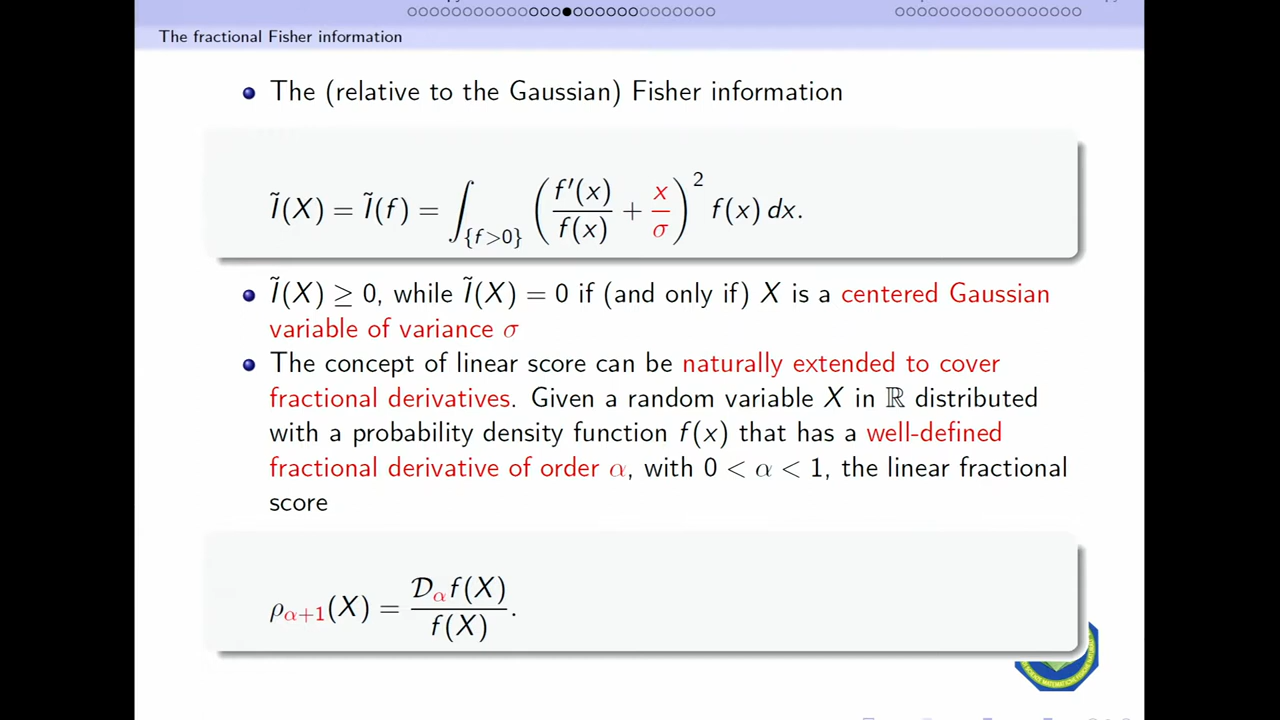 The fractional Fisher information
The (relative to the Gaussian) Fisher information
Ĩ(X) = Ĩ(f) = ∫_{f>0} (f′(x)/f(x) + x/σ)² f(x) dx.
Ĩ(X) ≥ 0, while Ĩ(X) = 0 if (and only if) X is a centered Gaussian
variable of variance σ
The concept of linear score can be naturally extended to cover
fractional derivatives. Given a random variable X in ℝ distributed
with a probability density function f(x) that has a well-defined
fractional derivative of order α, with 0 < α < 1, the linear fractional
score
ρ_{α+1}(X) = 𝒟_α f(X) / f(X).